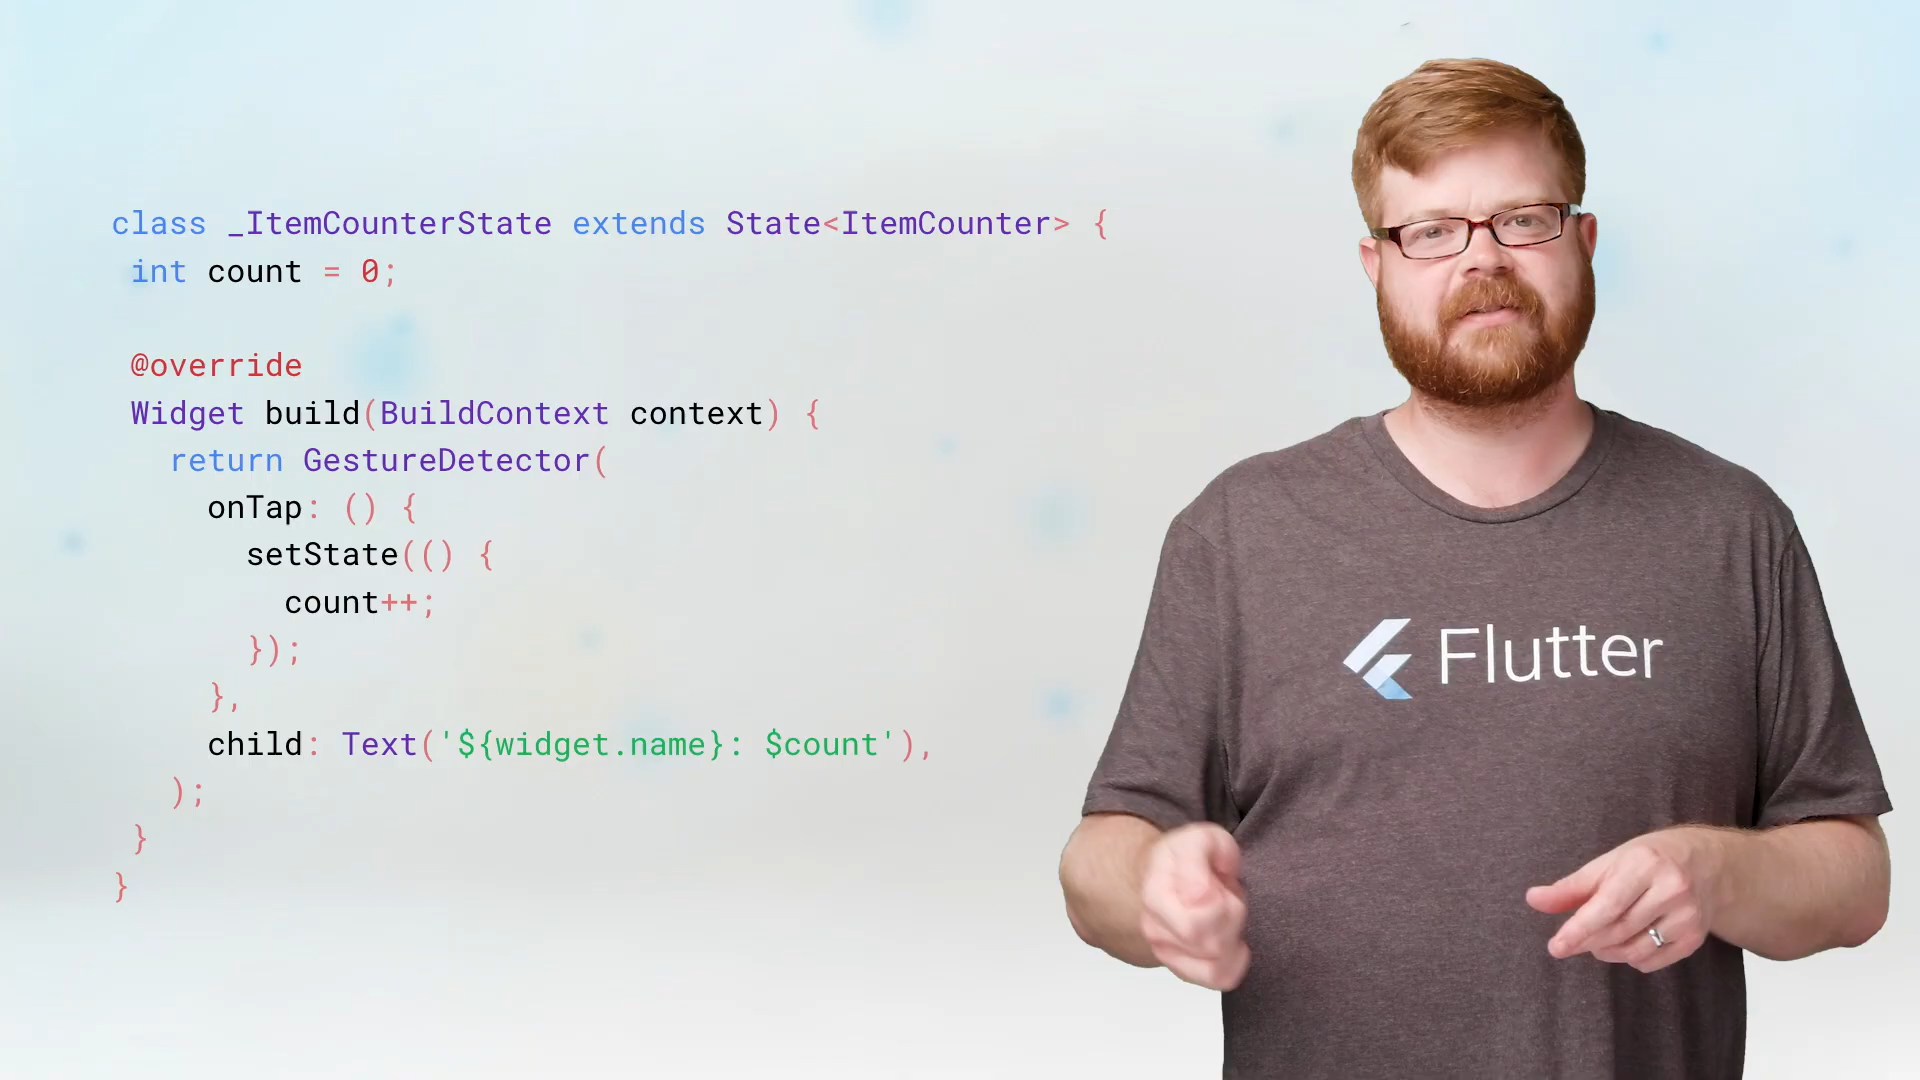 class _ItemCounterState extends State<ItemCounter> {
 int count = 0;

 @override
 Widget build(BuildContext context) {
   return GestureDetector(
     onTap: () {
       setState(() {
         count++;
       });
     },
     child: Text('${widget.name}: $count'),
   );
 }
}
Flutter